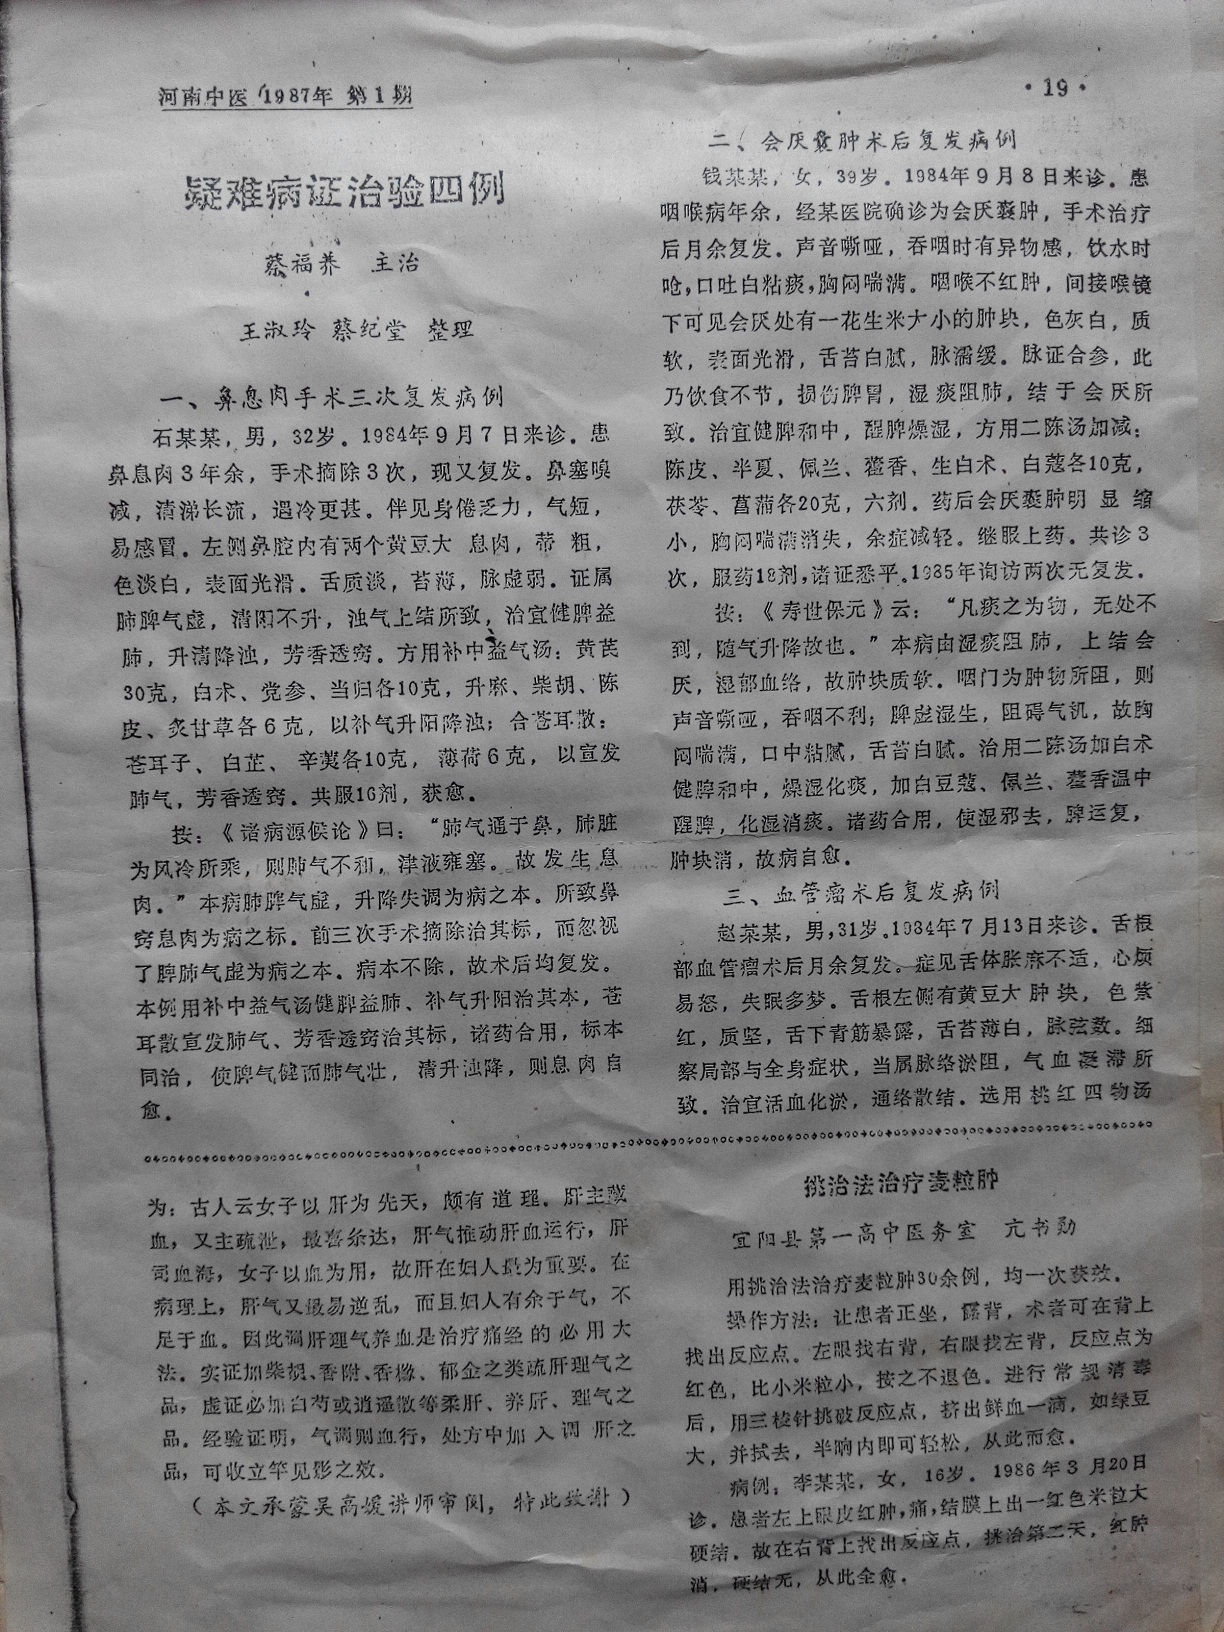 河南中医 1987年 第1期
·19·
疑难病证治验四例
蔡福养 主治
王淑玲 蔡纪堂 整理
一、鼻息肉手术三次复发病例
石某某，男，32岁。1984年9月7日来诊。患
鼻息肉3年余，手术摘除3次，现又复发。鼻塞嗅
减，清涕长流，遇冷更甚。伴见身倦乏力，气短，
易感冒。左侧鼻腔内有两个黄豆大 息肉，蒂粗，
色淡白，表面光滑。舌质淡，苔薄，脉虚弱。证属
肺脾气虚，清阳不升，浊气上结所致，治宜健脾益
肺，升清降浊，芳香透窍。方用补中益气汤：黄芪
30克，白术、党参、当归各10克，升麻、柴胡、陈
皮、炙甘草各6克，以补气升阳降浊；合苍耳散：
苍耳子、白芷、辛荑各10克，薄荷6克，以宣发
肺气，芳香透窍。共服16剂，获愈。
按：《诸病源候论》曰：“肺气通于鼻，肺脏
为风冷所乘，则肺气不和，津液雍塞。故发生息
肉。”本病肺脾气虚，升降失调为病之本。所致鼻
窍息肉为病之标。前三次手术摘除治其标，而忽视
了脾肺气虚为病之本。病本不除，故术后均复发。
本例用补中益气汤健脾益肺、补气升阳治其本，苍
耳散宣发肺气、芳香透窍治其标，诸药合用，标本
同治，使脾气健而肺气壮，清升浊降，则息肉自
愈。
二、会厌囊肿术后复发病例
钱某某，女，39岁。1984年9月8日来诊。患
咽喉病年余，经某医院确诊为会厌囊肿，手术治疗
后月余复发。声音嘶哑，吞咽时有异物感，饮水时
呛，口吐白粘痰，胸闷喘满。咽喉不红肿，间接喉镜
下可见会厌处有一花生米大小的肿块，色灰白，质
软，表面光滑，舌苔白腻，脉濡缓。脉证合参，此
乃饮食不节，损伤脾胃，湿痰阻肺，结于会厌所
致。治宜健脾和中，醒脾燥湿，方用二陈汤加减：
陈皮、半夏、佩兰、藿香、生白术、白蔻各10克，
茯苓、菖蒲各20克，六剂。药后会厌囊肿明显缩
小，胸闷喘满消失，余症减轻。继服上药。共诊3
次，服药18剂，诸证悉平。1985年询访两次无复发。
按：《寿世保元》云：“凡痰之为物，无处不
到，随气升降故也。”本病由湿痰阻肺，上结会
厌，湿郁血络，故肿块质软。咽门为肿物所阻，则
声音嘶哑，吞咽不利；脾虚湿生，阻碍气机，故胸
闷喘满，口中粘腻，舌苔白腻。治用二陈汤加白术
健脾和中，燥湿化痰，加白豆蔻、佩兰、藿香温中
醒脾，化湿消痰。诸药合用，使湿邪去，脾运复，
肿块消，故病自愈。
三、血管瘤术后复发病例
赵某某，男，31岁。1984年7月13日来诊。舌根
部血管瘤术后月余复发。症见舌体胀麻不适，心烦
易怒，失眠多梦。舌根左侧有黄豆大肿块，色紫
红，质坚，舌下青筋暴露，舌苔薄白，脉弦数。细
察局部与全身症状，当属脉络淤阻，气血凝滞所
致。治宜活血化淤，通络散结。选用桃红四物汤
为：古人云女子以肝为先天，颇有道理。肝主藏
血，又主疏泄，最喜条达，肝气推动肝血运行，肝
司血海，女子以血为用，故肝在妇人最为重要。在
病理上，肝气又最易逆乱，而且妇人有余于气，不
足于血。因此调肝理气养血是治疗痛经的必用大
法。实证加柴胡、香附、香橼、郁金之类疏肝理气之
品，虚证必加白芍或逍遥散等柔肝、养肝、理气之
品。经验证明，气调则血行，处方中加入调肝之
品，可收立竿见影之效。
（本文承蒙吴高媛讲师审阅，特此致谢）
挑治法治疗麦粒肿
宜阳县第一高中医务室 亢书勋
用挑治法治疗麦粒肿30余例，均一次获效。
操作方法：让患者正坐，露背，术者可在背上
找出反应点。左眼找右背，右眼找左背，反应点为
红色，比小米粒小，按之不退色。进行常规消毒
后，用三棱针挑破反应点，挤出鲜血一滴，如绿豆
大，并拭去，半晌内即可轻松，从此而愈。
病例：李某某，女，16岁。1986年3月20日
诊。患者左上眼皮红肿，痛，结膜上出一红色米粒大
硬结。故在右背上找出反应点，挑治第二天，红肿
消，硬结无，从此全愈。